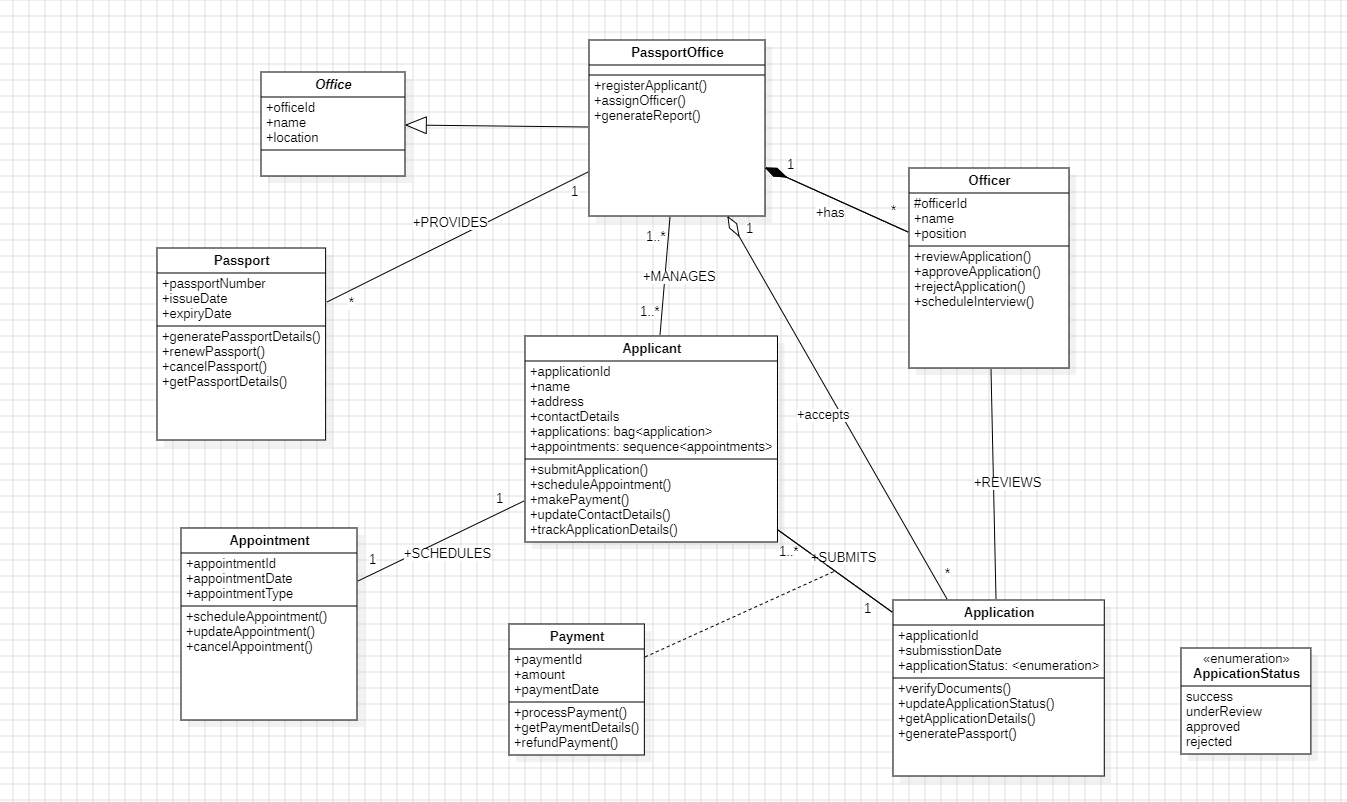 PassportOffice
+registerApplicant()
+assignOfficer()
+generateReport()
Office
+officeId
+name
+location
1
+PROVIDES
*
1
+has
*
Officer
#officerId
+name
+position
+reviewApplication()
+approveApplication()
+rejectApplication()
+scheduleInterview()
1..*
+MANAGES
1..*
1
+accepts
*
Passport
+passportNumber
+issueDate
+expiryDate
+generatePassportDetails()
+renewPassport()
+cancelPassport()
+getPassportDetails()
Applicant
+applicationId
+name
+address
+contactDetails
+applications: bag<application>
+appointments: sequence<appointments>
+submitApplication()
+scheduleAppointment()
+makePayment()
+updateContactDetails()
+trackApplicationDetails()
+REVIEWS
1
+SCHEDULES
1
Appointment
+appointmentId
+appointmentDate
+appointmentType
+scheduleAppointment()
+updateAppointment()
+cancelAppointment()
1..*
+SUBMITS
1
Payment
+paymentId
+amount
+paymentDate
+processPayment()
+getPaymentDetails()
+refundPayment()
Application
+applicationId
+submisstionDate
+applicationStatus: <enumeration>
+verifyDocuments()
+updateApplicationStatus()
+getApplicationDetails()
+generatePassport()
«enumeration»
AppicationStatus
success
underReview
approved
rejected